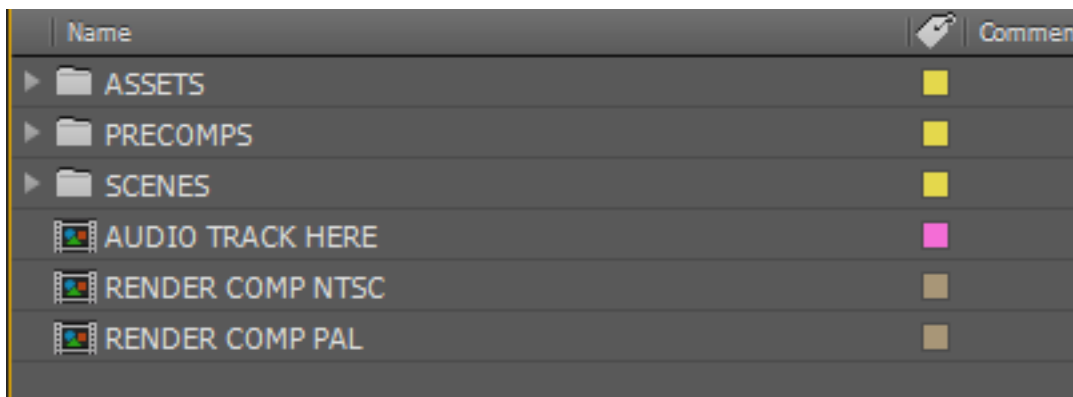 Name Commen
ASSETS
PRECOMPS
SCENES
AUDIO TRACK HERE
RENDER COMP NTSC
RENDER COMP PAL